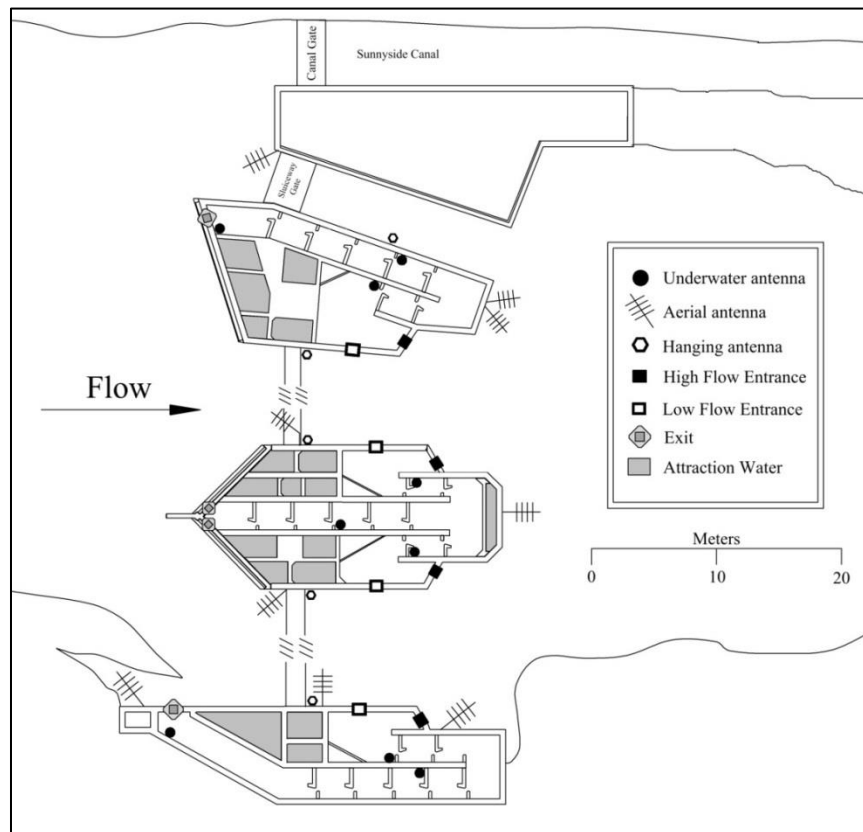 Canal Gate
Sunnyside Canal
Sluiceway
Gate
Flow
Underwater antenna
Aerial antenna
Hanging antenna
High Flow Entrance
Low Flow Entrance
Exit
Attraction Water
Meters
0 10 20